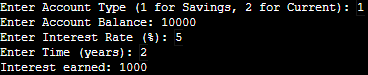 Enter Account Type (1 for Savings, 2 for Current): 1
Enter Account Balance: 10000
Enter Interest Rate (%): 5
Enter Time (years): 2
Interest earned: 1000